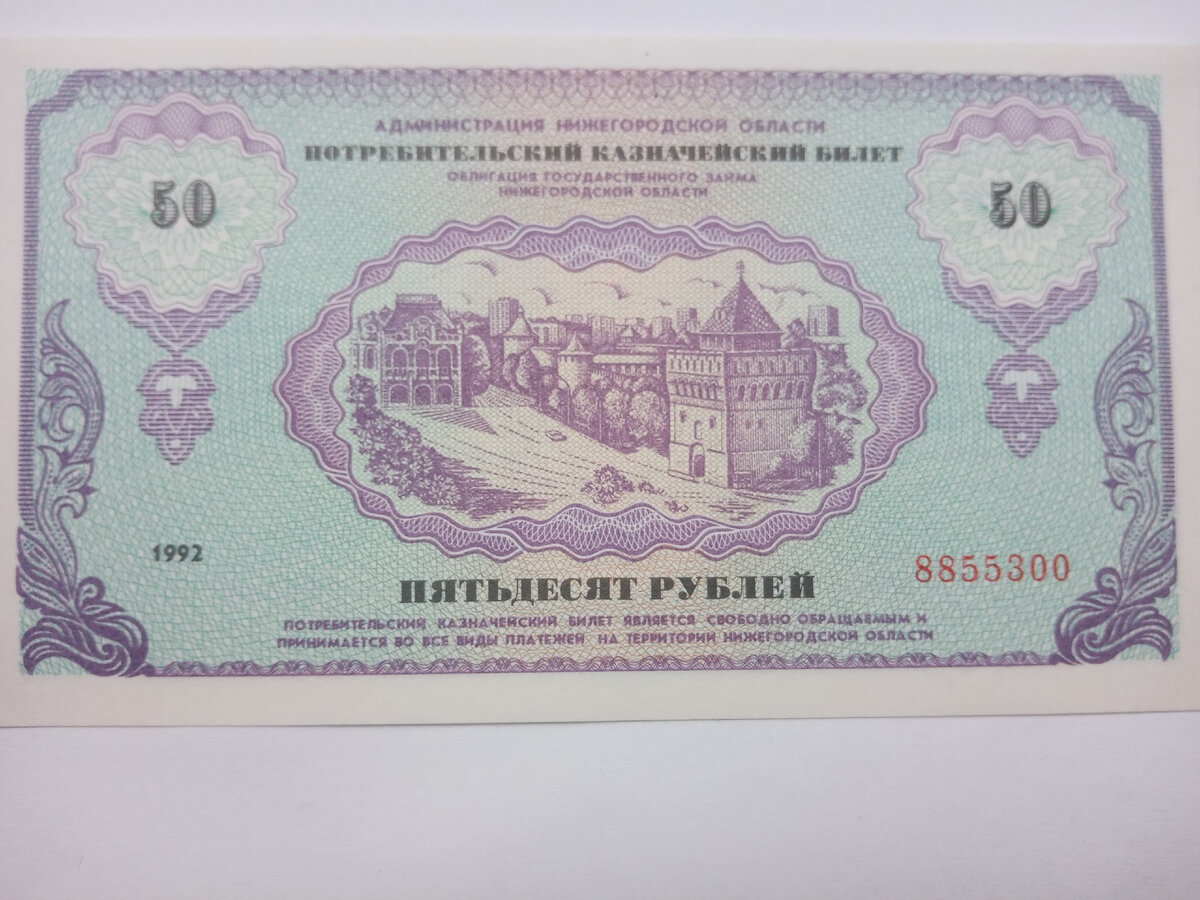 АДМИНИСТРАЦИЯ НИЖЕГОРОДСКОЙ ОБЛАСТИ
ПОТРЕБИТЕЛЬСКИЙ КАЗНАЧЕЙСКИЙ БИЛЕТ
ОБЛИГАЦИЯ ГОСУДАРСТВЕННОГО ЗАЙМА
НИЖЕГОРОДСКОЙ ОБЛАСТИ
50
50
1992
8855300
ПЯТЬДЕСЯТ РУБЛЕЙ
ПОТРЕБИТЕЛЬСКИЙ КАЗНАЧЕЙСКИЙ БИЛЕТ ЯВЛЯЕТСЯ СВОБОДНО ОБРАЩАЕМЫМ И
ПРИНИМАЕТСЯ ВО ВСЕ ВИДЫ ПЛАТЕЖЕЙ НА ТЕРРИТОРИИ НИЖЕГОРОДСКОЙ ОБЛАСТИ